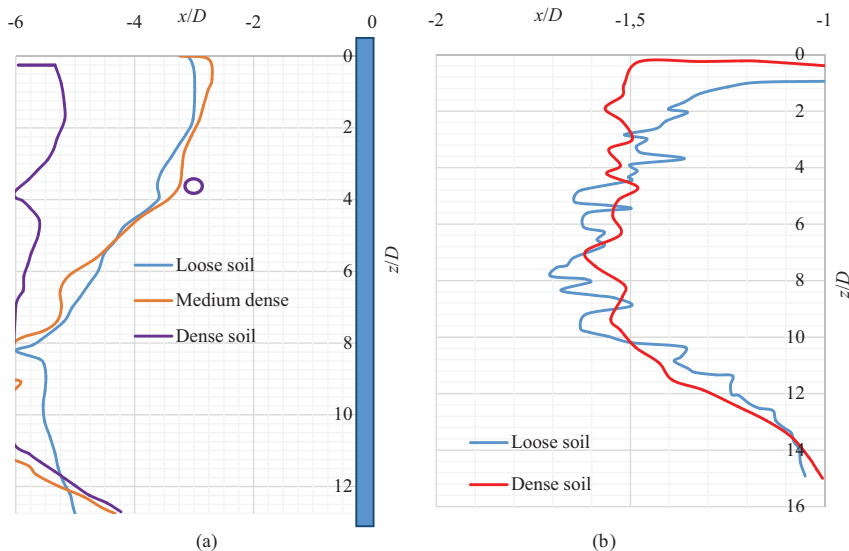 -6 -4 x/D -2 0
0
2
4
6
8
10
12
z/D
Loose soil
Medium dense
Dense soil
(a)
-2 x/D -1,5 -1
0
2
4
6
8
10
12
14
16
z/D
Loose soil
Dense soil
(b)